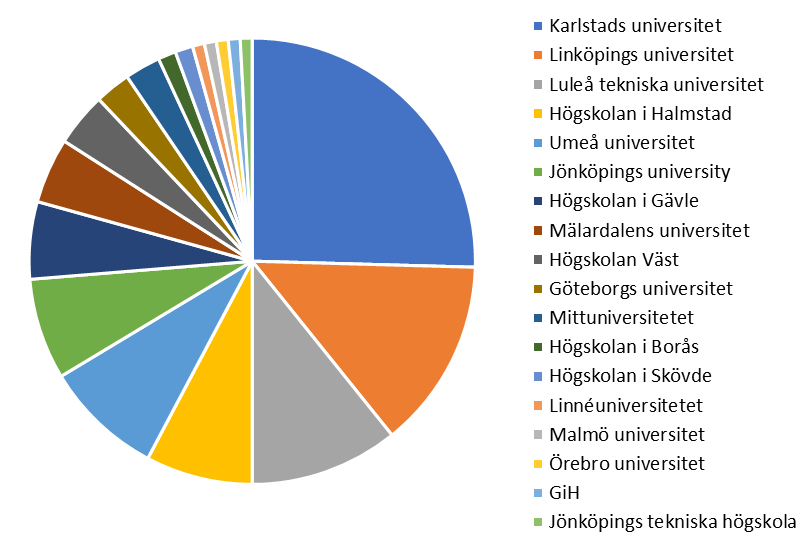 Karlstads universitet
Linköpings universitet
Luleå tekniska universitet
Högskolan i Halmstad
Umeå universitet
Jönköpings university
Högskolan i Gävle
Mälardalens universitet
Högskolan Väst
Göteborgs universitet
Mittuniversitetet
Högskolan i Borås
Högskolan i Skövde
Linnéuniversitetet
Malmö universitet
Örebro universitet
GiH
Jönköpings tekniska högskola